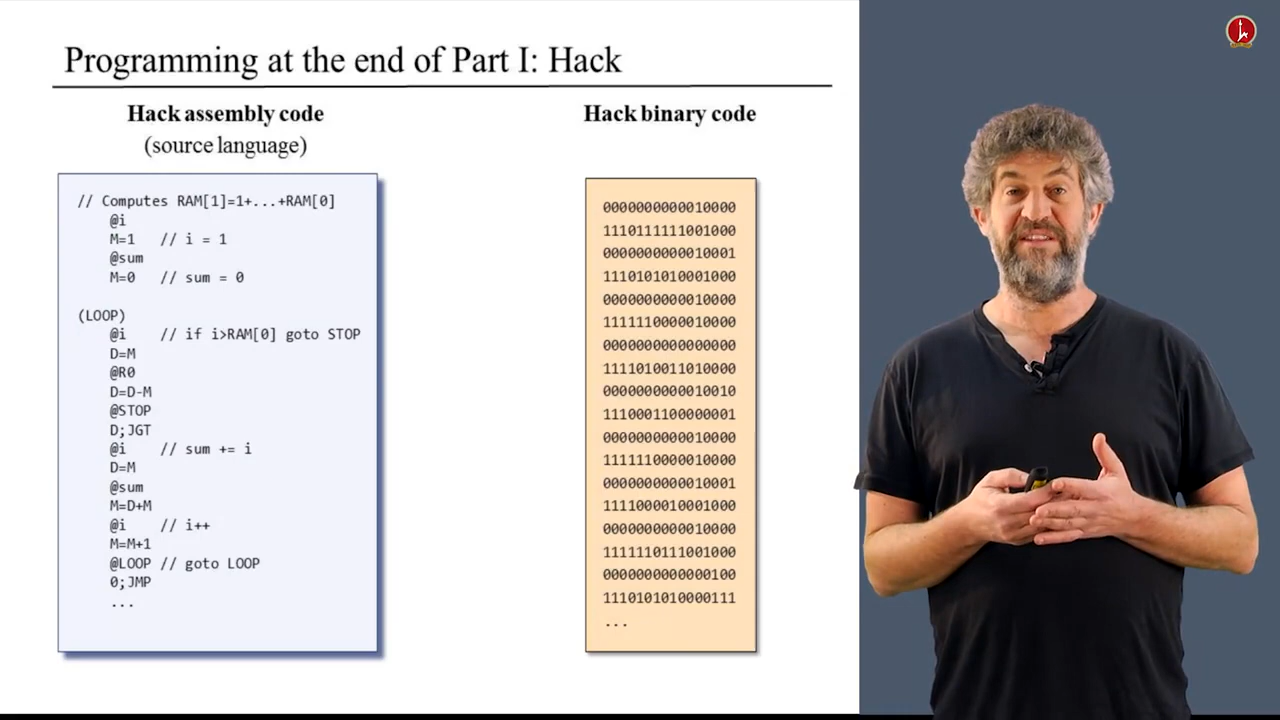 Programming at the end of Part I: Hack
Hack assembly code
(source language)
// Computes RAM[1]=1+...+RAM[0]
@i
M=1 // i = 1
@sum
M=0 // sum = 0
(LOOP)
@i // if i>RAM[0] goto STOP
D=M
@R0
D=D-M
@STOP
D;JGT
@i // sum += i
D=M
@sum
M=D+M
@i // i++
M=M+1
@LOOP // goto LOOP
0;JMP
...
Hack binary code
0000000000010000
1110111111001000
0000000000010001
1110101010001000
0000000000010000
1111110000010000
0000000000000000
1111010011010000
0000000000010010
1110001100000001
0000000000010000
1111110000010000
0000000000010001
1111000010001000
0000000000010000
1111110111001000
0000000000000100
1110101010000111
...